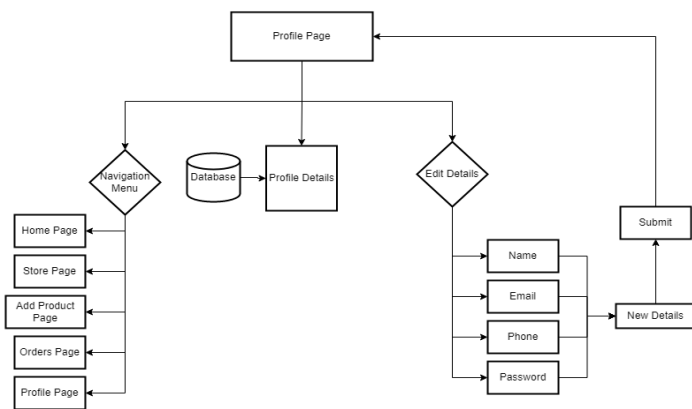 Profile Page
Navigation
Menu
Database
Profile Details
Edit Details
Home Page
Store Page
Add Product
Page
Orders Page
Profile Page
Name
Email
Phone
Password
New Details
Submit